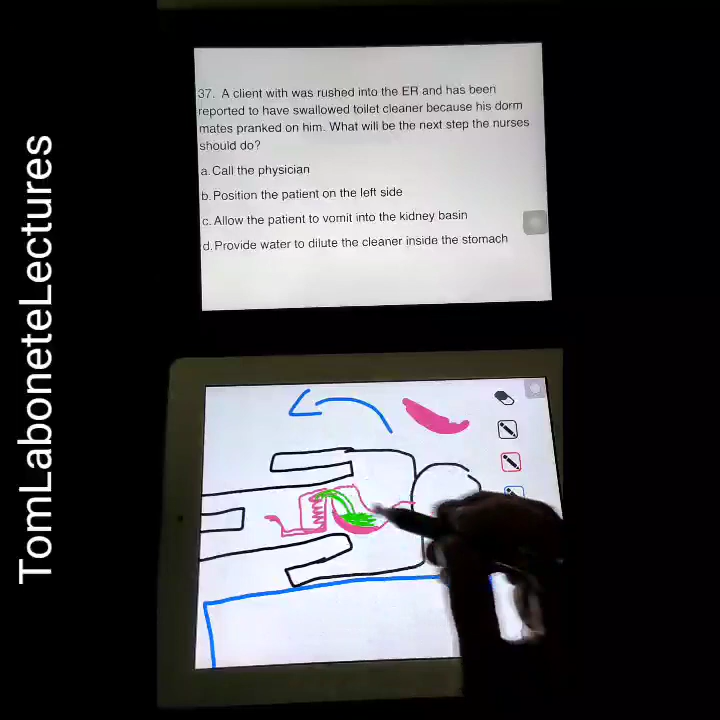 TomLaboneteLectures
37. A client with was rushed into the ER and has been
reported to have swallowed toilet cleaner because his dorm
mates pranked on him. What will be the next step the nurses
should do?
a. Call the physician
b. Position the patient on the left side
c. Allow the patient to vomit into the kidney basin
d. Provide water to dilute the cleaner inside the stomach